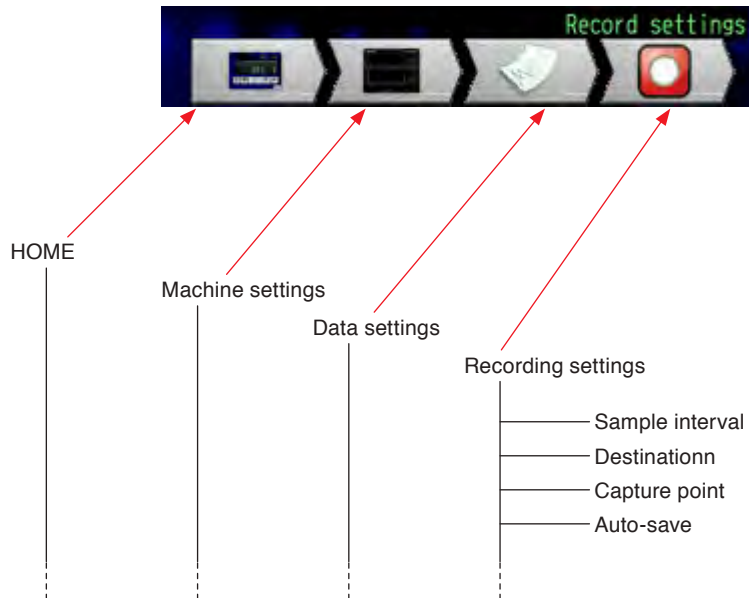 Record settings
HOME
Machine settings
Data settings
Recording settings
Sample interval
Destinationn
Capture point
Auto-save